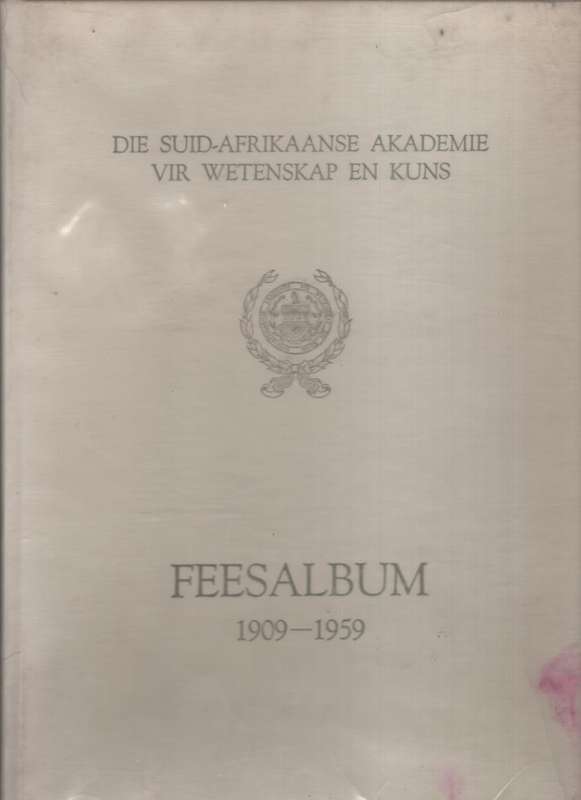 DIE SUID-AFRIKAANSE AKADEMIE
VIR WETENSKAP EN KUNS
FEESALBUM
1909—1959